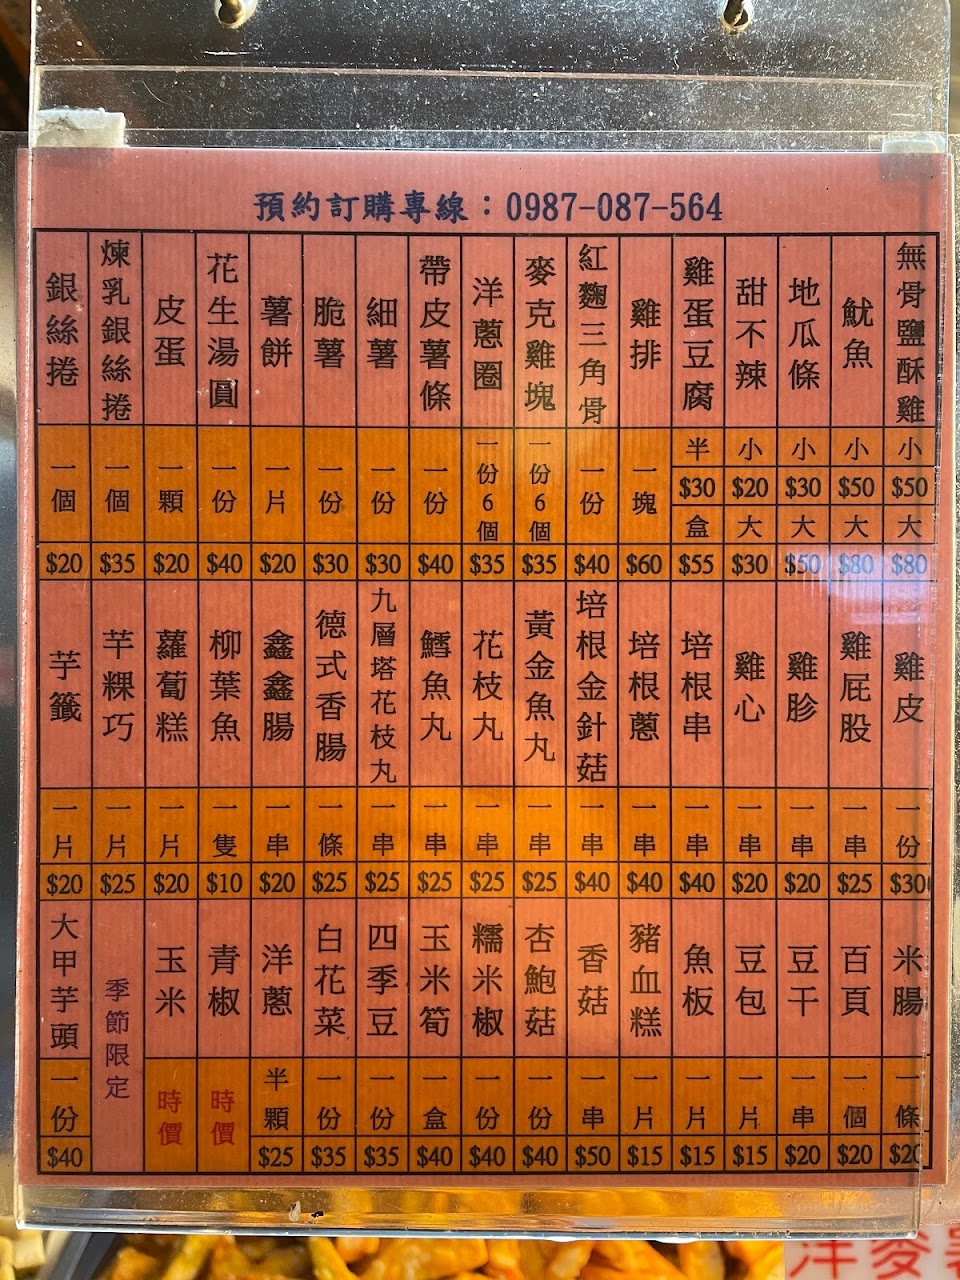 預約訂購專線：0987-087-564
無骨鹽酥雞 小 $50 大 $80
魷魚 小 $50 大 $80
地瓜條 小 $30 大 $50
甜不辣 小 $20 大 $30
雞蛋豆腐 半 $30 盒 $55
雞排 一塊 $60
紅麴三角骨 一份 $40
麥克雞塊 一份6個 $35
洋蔥圈 一份6個 $35
帶皮薯條 一份 $40
細薯 一份 $30
脆薯 一份 $30
薯餅 一片 $20
花生湯圓 一份 $40
皮蛋 一顆 $20
煉乳銀絲捲 一個 $35
銀絲捲 一個 $20
雞皮 一份 $30
雞屁股 一串 $25
雞胗 一串 $20
雞心 一串 $20
培根串 一串 $40
培根蔥 一串 $40
培根金針菇 一串 $40
黃金魚丸 一串 $25
花枝丸 一串 $25
鱈魚丸 一串 $25
九層塔花枝丸 一串 $25
德式香腸 一條 $25
鑫鑫腸 一串 $20
柳葉魚 一隻 $10
蘿蔔糕 一片 $20
芋粿巧 一片 $25
芋籤 一片 $20
米腸 一條 $20
百頁 一個 $20
豆干 一串 $20
豆包 一片 $15
魚板 一片 $15
豬血糕 一片 $15
香菇 一串 $50
杏鮑菇 一份 $40
糯米椒 一份 $40
玉米筍 一盒 $40
四季豆 一份 $35
白花菜 一份 $35
洋蔥 半顆 $25
青椒 時價
玉米 時價
季節限定
大甲芋頭 一份 $40
洋麥薯